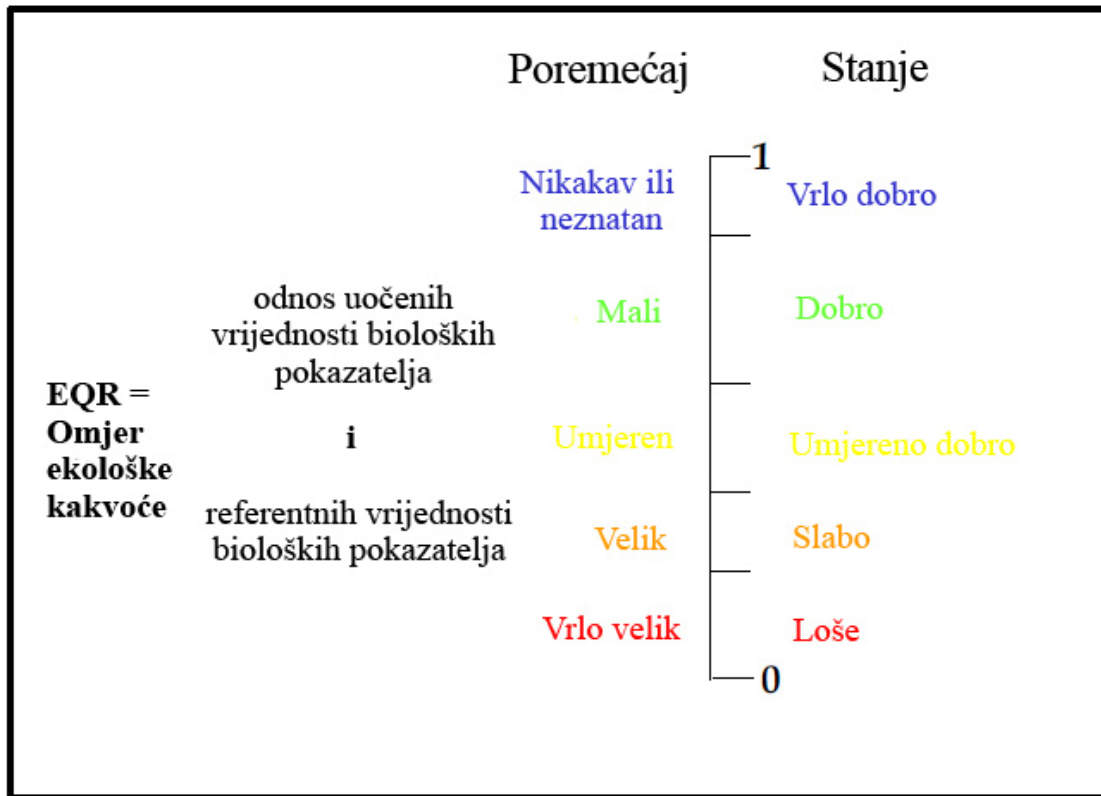 Poremećaj
Stanje
1
Nikakav ili
neznatan
Vrlo dobro
odnos uočenih
vrijednosti bioloških
pokazatelja
Mali
Dobro
EQR =
Omjer
ekološke
kakvoće
i
Umjeren
Umjereno dobro
referentnih vrijednosti
bioloških pokazatelja
Velik
Slabo
Vrlo velik
Loše
0